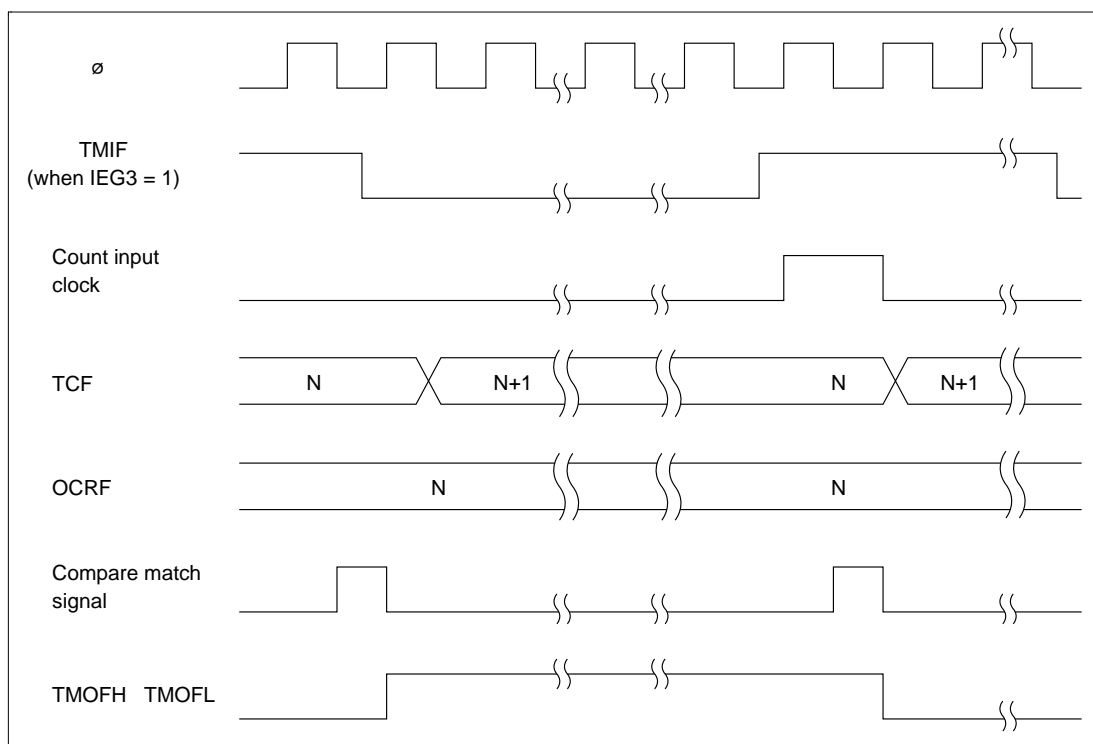 ø
TMIF
(when IEG3 = 1)
Count input
clock
TCF
N
N+1
N
N+1
OCRF
N
N
Compare match
signal
TMOFH TMOFL